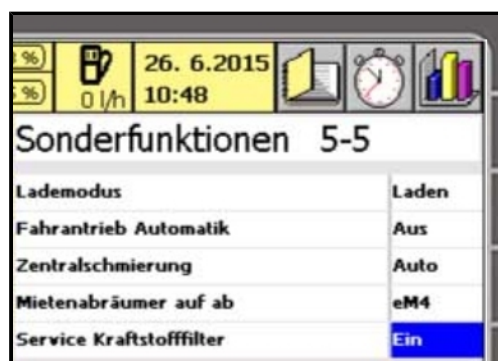 %)
%)
0 l/h
26. 6.2015
10:48
Sonderfunktionen 5-5
Lademodus Laden
Fahrantrieb Automatik Aus
Zentralschmierung Auto
Mietenabräumer auf ab eM4
Service Kraftstofffilter Ein